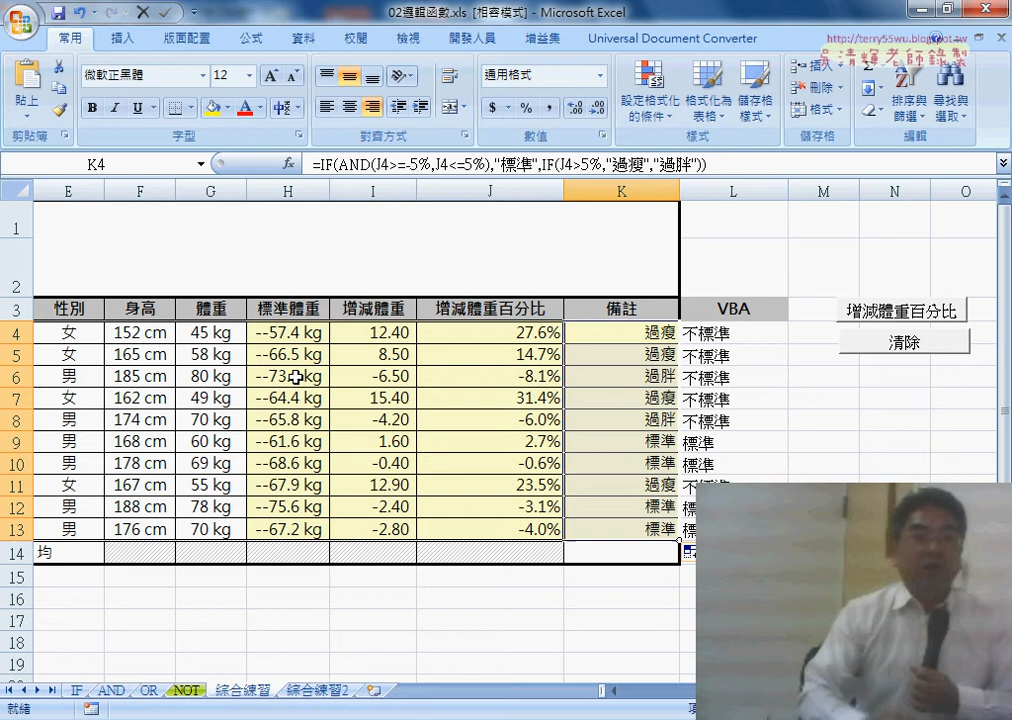 02邏輯函數.xls [相容模式] - Microsoft Excel
常用 插入 版面配置 公式 資料 校閱 檢視 開發人員 增益集 Universal Document Converter
http://terry55wu.blogspot.tw
吳清輝老師錄製
貼上 微軟正黑體 12 通用格式 設定格式化的條件 格式化為表格 儲存格樣式 插入 刪除 格式 排序與篩選 尋找與選取
剪貼簿 字型 對齊方式 數值 樣式 儲存格 編輯
K4 fx =IF(AND(J4>=-5%,J4<=5%),"標準",IF(J4>5%,"過瘦","過胖"))
E F G H I J K L M N O
1
2
3 性別 身高 體重 標準體重 增減體重 增減體重百分比 備註 VBA 增減體重百分比
4 女 152 cm 45 kg --57.4 kg 12.40 27.6% 過瘦 不標準 清除
5 女 165 cm 58 kg --66.5 kg 8.50 14.7% 過瘦 不標準
6 男 185 cm 80 kg --73. kg -6.50 -8.1% 過胖 不標準
7 女 162 cm 49 kg --64.4 kg 15.40 31.4% 過瘦 不標準
8 男 174 cm 70 kg --65.8 kg -4.20 -6.0% 過胖 不標準
9 男 168 cm 60 kg --61.6 kg 1.60 2.7% 標準 標準
10 男 178 cm 69 kg --68.6 kg -0.40 -0.6% 標準 標準
11 女 167 cm 55 kg --67.9 kg 12.90 23.5% 過瘦 不標準
12 男 188 cm 78 kg --75.6 kg -2.40 -3.1% 標準
13 男 176 cm 70 kg --67.2 kg -2.80 -4.0% 標準
14 均
15
16
17
18
19
IF AND OR NOT 綜合練習 綜合練習2
就緒